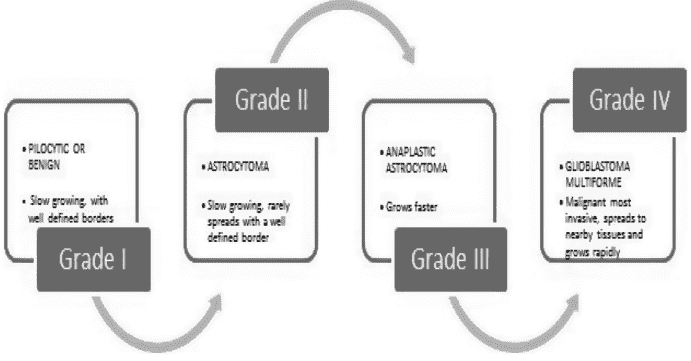 • PILOCYTIC OR
BENIGN
• Slow growing, with
well defined borders
Grade I
Grade II
• ASTROCYTOMA
• Slow growing, rarely
spreads with a well
defined border
• ANAPLASTIC
ASTROCYTOMA
• Grows faster
Grade III
Grade IV
• GLIOBLASTOMA
MULTIFORME
• Malignant most
invasive, spreads to
nearby tissues and
grows rapidly